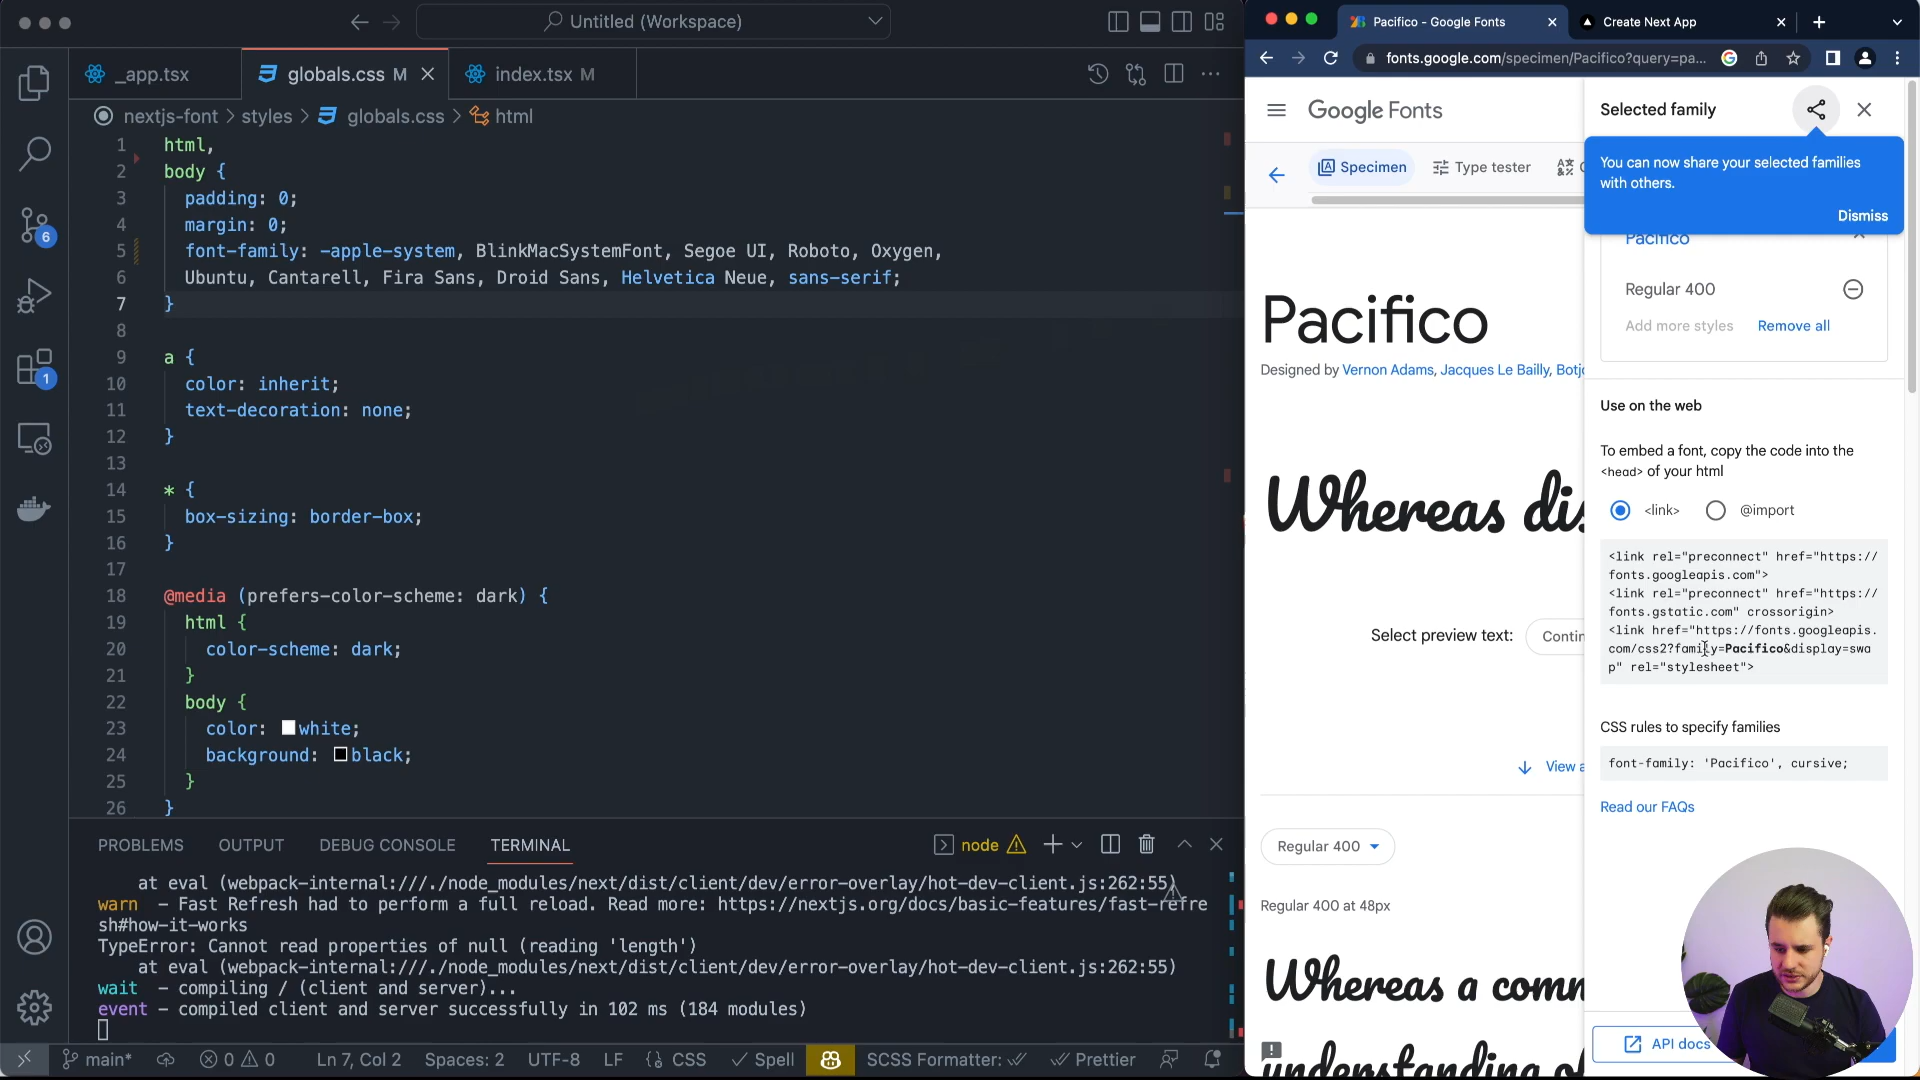 Untitled (Workspace)
_app.tsx
globals.css M
index.tsx M
nextjs-font > styles > globals.css > html
1 html,
2 body {
3 padding: 0;
4 margin: 0;
5 font-family: -apple-system, BlinkMacSystemFont, Segoe UI, Roboto, Oxygen,
6 Ubuntu, Cantarell, Fira Sans, Droid Sans, Helvetica Neue, sans-serif;
7 }
8
9 a {
10 color: inherit;
11 text-decoration: none;
12 }
13
14 * {
15 box-sizing: border-box;
16 }
17
18 @media (prefers-color-scheme: dark) {
19 html {
20 color-scheme: dark;
21 }
22 body {
23 color: white;
24 background: black;
25 }
26 }
6
1
PROBLEMS OUTPUT DEBUG CONSOLE TERMINAL
node
at eval (webpack-internal:///./node_modules/next/dist/client/dev/error-overlay/hot-dev-client.js:262:55)
warn - Fast Refresh had to perform a full reload. Read more: https://nextjs.org/docs/basic-features/fast-refre
sh#how-it-works
TypeError: Cannot read properties of null (reading 'length')
at eval (webpack-internal:///./node_modules/next/dist/client/dev/error-overlay/hot-dev-client.js:262:55)
wait - compiling / (client and server)...
event - compiled client and server successfully in 102 ms (184 modules)
main* 0 0 Ln 7, Col 2 Spaces: 2 UTF-8 LF {} CSS Spell SCSS Formatter: Prettier
Pacifico - Google Fonts
Create Next App
fonts.google.com/specimen/Pacifico?query=pa...
Google Fonts
Specimen
Type tester
Pacifico
Designed by Vernon Adams, Jacques Le Bailly, Botjo
Whereas dis
Select preview text:
Contin
View a
Regular 400
Regular 400 at 48px
Whereas a comm
understanding of
Selected family
You can now share your selected families
with others.
Dismiss
Pacifico
Regular 400
Add more styles Remove all
Use on the web
To embed a font, copy the code into the
<head> of your html
<link> @import
<link rel="preconnect" href="https://
fonts.googleapis.com">
<link rel="preconnect" href="https://
fonts.gstatic.com" crossorigin>
<link href="https://fonts.googleapis.
com/css2?family=Pacifico&display=swa
p" rel="stylesheet">
CSS rules to specify families
font-family: 'Pacifico', cursive;
Read our FAQs
API docs